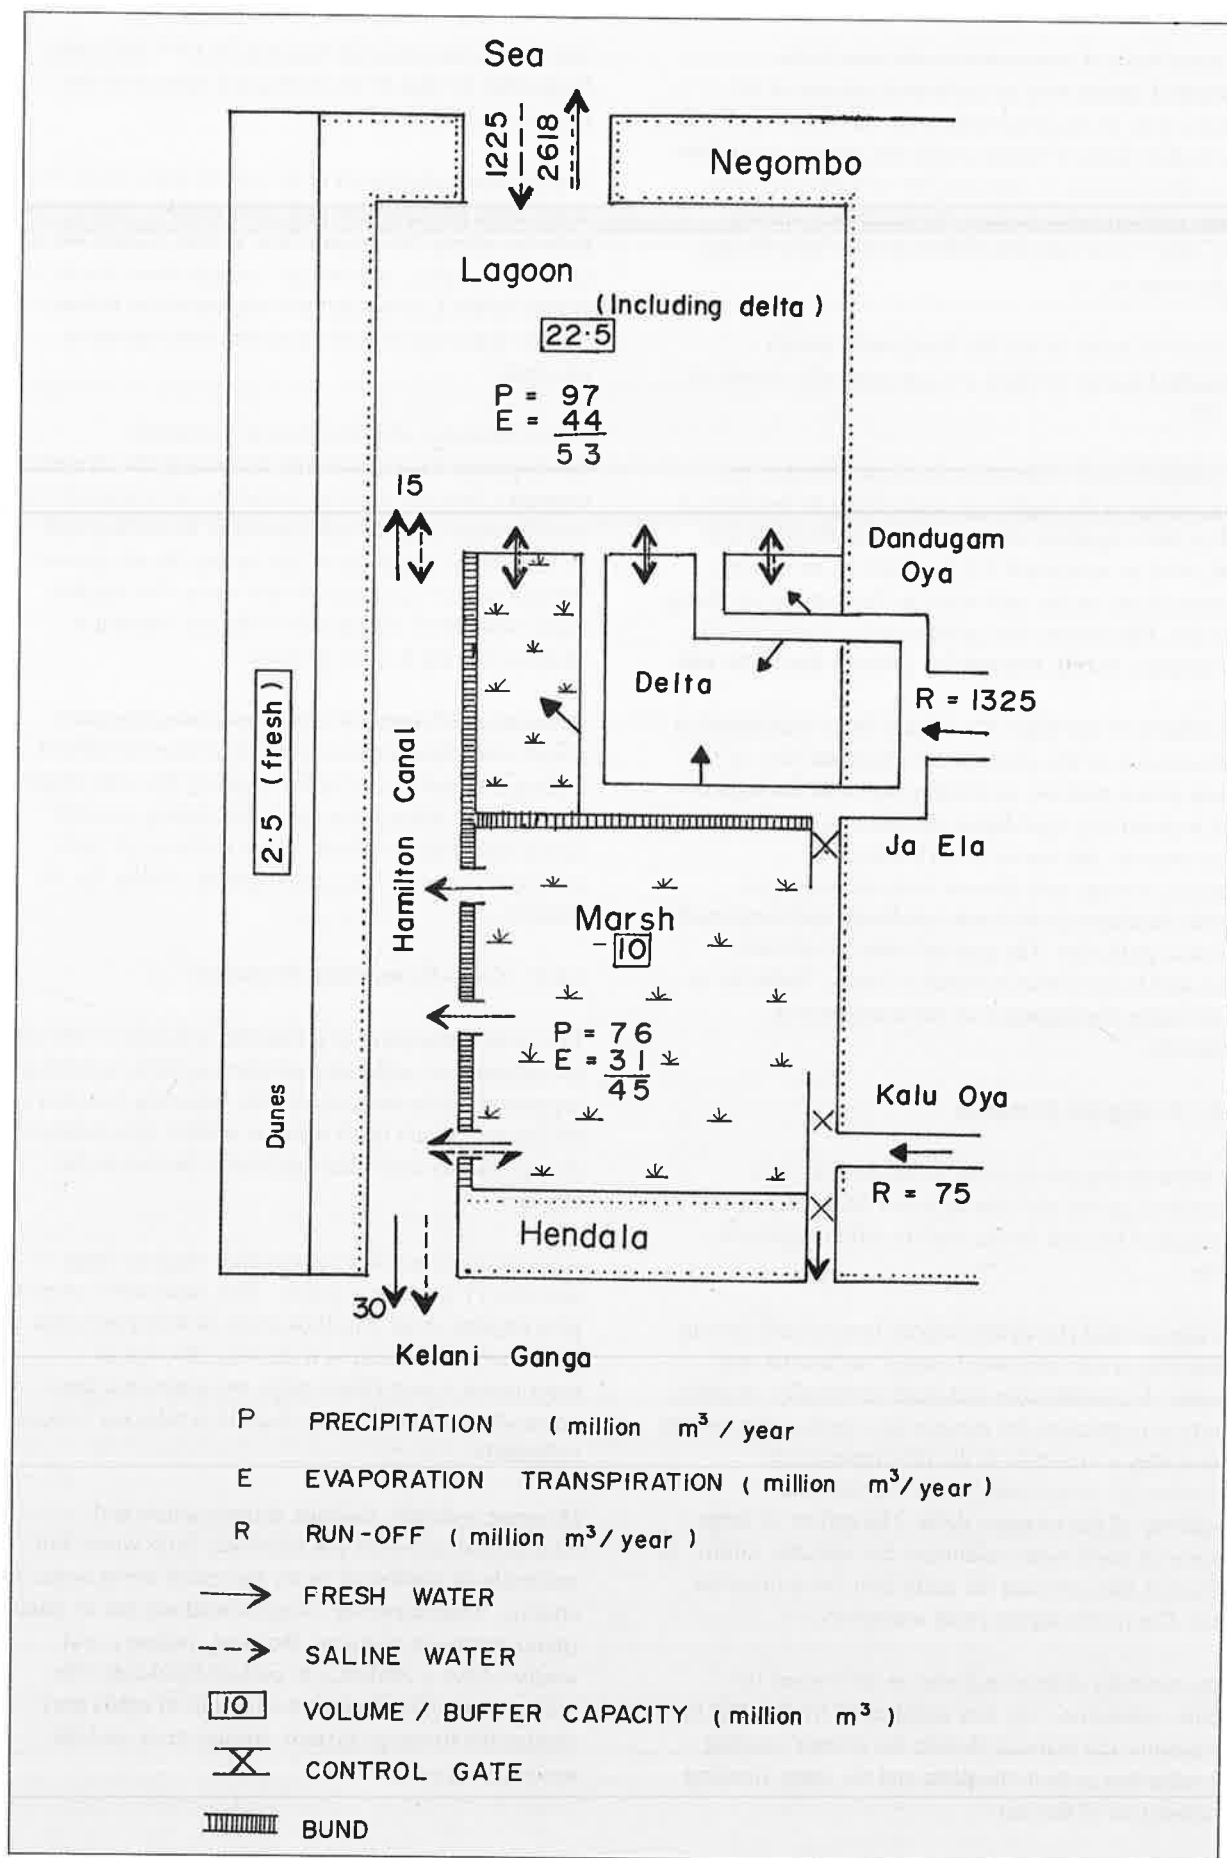 Sea
1225
2618
Negombo
Lagoon
(Including delta)
22.5
P = 97
E = 44
53
15
Dandugam
Oya
Delta
R = 1325
2.5 (fresh)
Hamilton Canal
Ja Ela
Marsh
10
P = 76
E = 31
45
Dunes
Kalu Oya
R = 75
Hendala
30
Kelani Ganga
P PRECIPITATION (million m³/ year
E EVAPORATION TRANSPIRATION ( million m³/year)
R RUN-OFF (million m³/year)
FRESH WATER
SALINE WATER
10 VOLUME / BUFFER CAPACITY (million m³)
CONTROL GATE
BUND